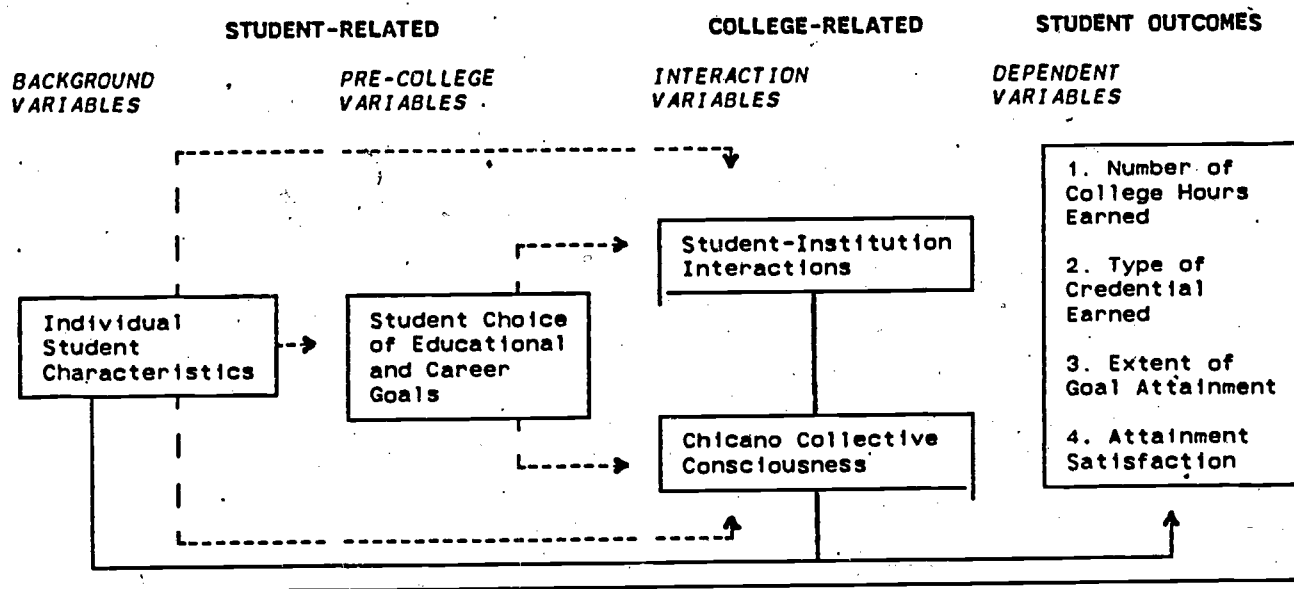 STUDENT-RELATED
COLLEGE-RELATED
STUDENT OUTCOMES
BACKGROUND
VARIABLES
PRE-COLLEGE
VARIABLES
INTERACTION
VARIABLES
DEPENDENT
VARIABLES
Individual
Student
Characteristics
Student Choice
of Educational
and Career
Goals
Student-Institution
Interactions
Chicano Collective
Consciousness
1. Number of
College Hours
Earned
2. Type of
Credential
Earned
3. Extent of
Goal Attainment
4. Attainment
Satisfaction